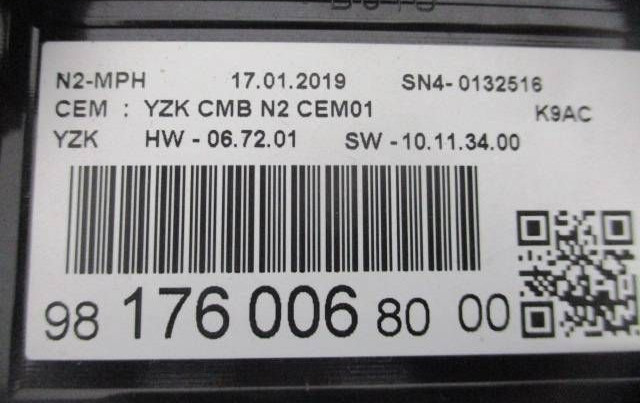 N2-MPH 17.01.2019 SN4-0132516
CEM : YZK CMB N2 CEM01 K9AC
YZK HW - 06.72.01 SW - 10.11.34.00
98 176 006 80 00